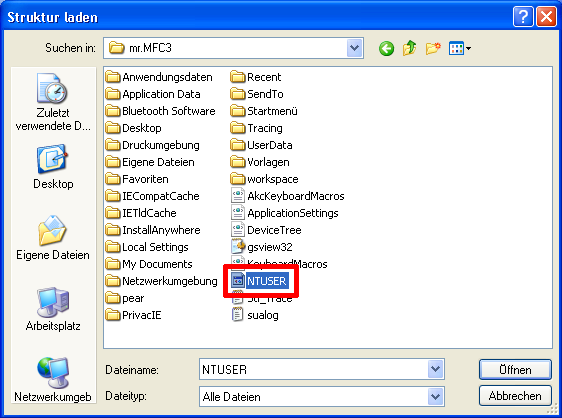 Struktur laden
Suchen in:
mr.MFC3
Zuletzt
verwendete D...
Desktop
Eigene Dateien
Arbeitsplatz
Netzwerkumgeb
Anwendungsdaten
Application Data
Bluetooth Software
Desktop
Druckumgebung
Eigene Dateien
Favoriten
IECompatCache
IETldCache
InstallAnywhere
Local Settings
My Documents
Netzwerkumgebung
pear
PrivacIE
Recent
SendTo
Startmenü
Tracing
UserData
Vorlagen
workspace
AkcKeyboardMacros
ApplicationSettings
DeviceTree
gsview32
KeyboardMacros
NTUSER
Str_Trace
sualog
Dateiname:
NTUSER
Öffnen
Dateityp:
Alle Dateien
Abbrechen